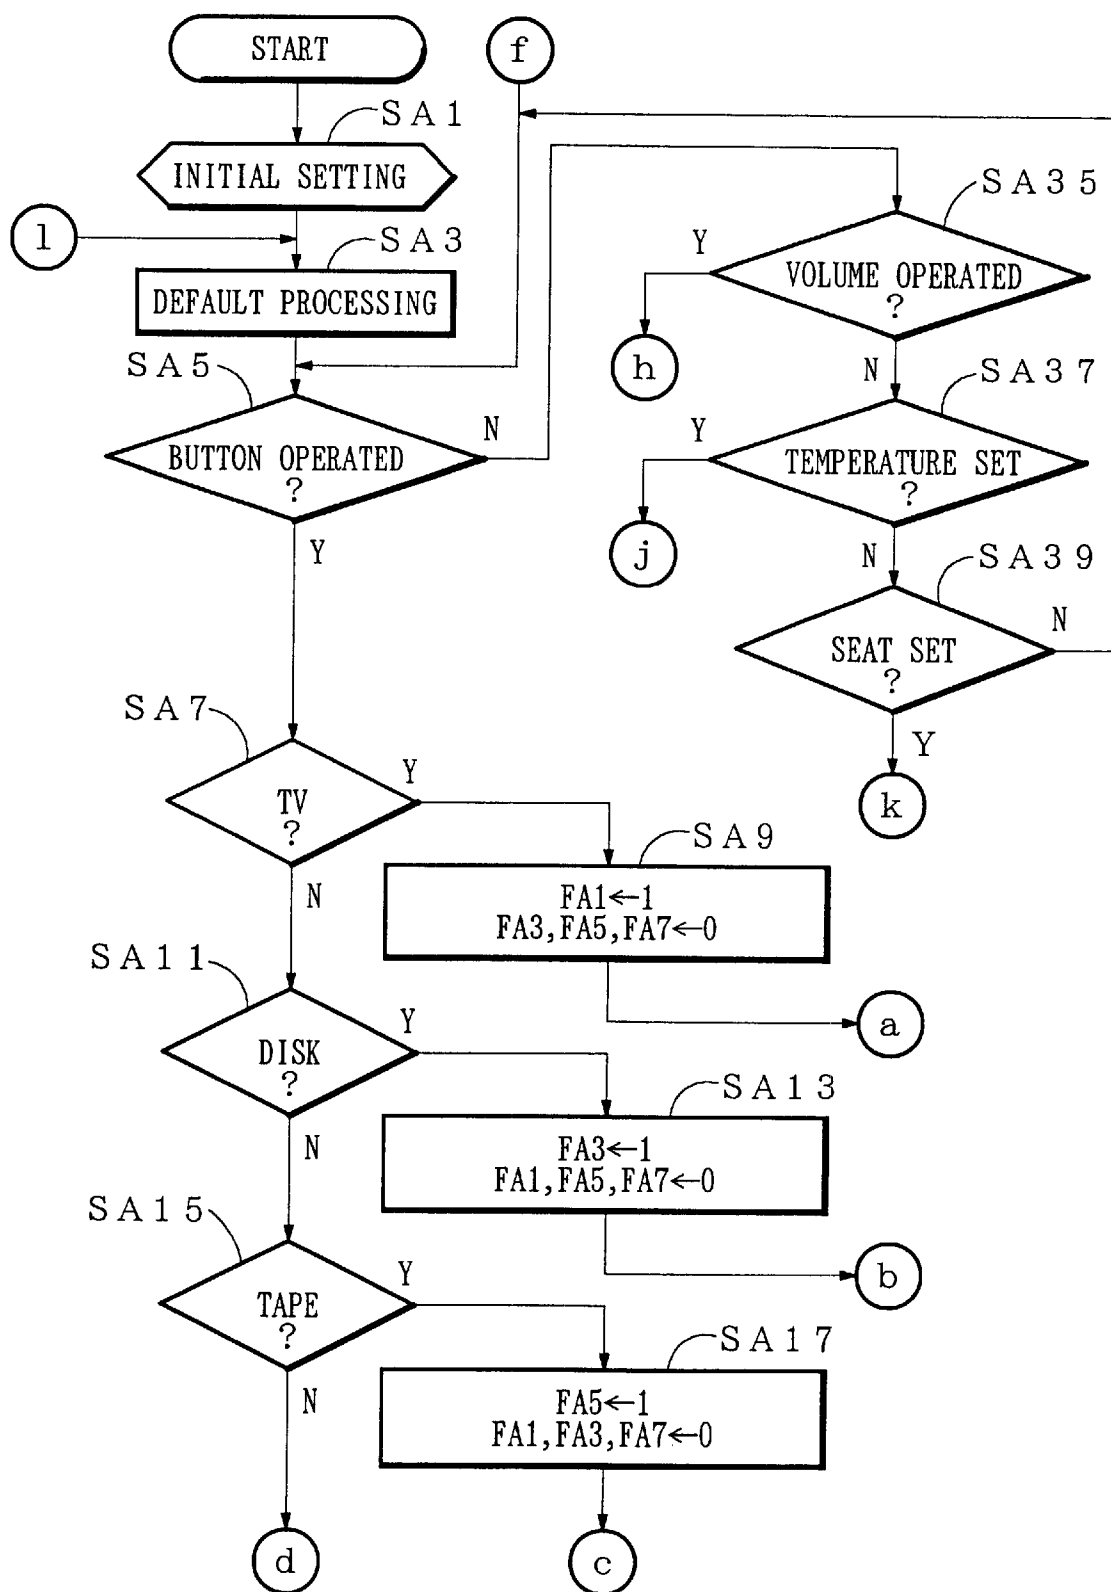 START
f
SA1
INITIAL SETTING
SA35
l
SA3
Y
VOLUME OPERATED
?
DEFAULT PROCESSING
h
SA5
N
SA37
N
Y
BUTTON OPERATED
?
TEMPERATURE SET
?
j
Y
N
SA39
N
SEAT SET
?
SA7
Y
Y
TV
?
k
SA9
N
FA1←1
FA3,FA5,FA7←0
SA11
Y
a
DISK
?
SA13
N
FA3←1
FA1,FA5,FA7←0
SA15
Y
b
TAPE
?
SA17
N
FA5←1
FA1,FA3,FA7←0
d
c